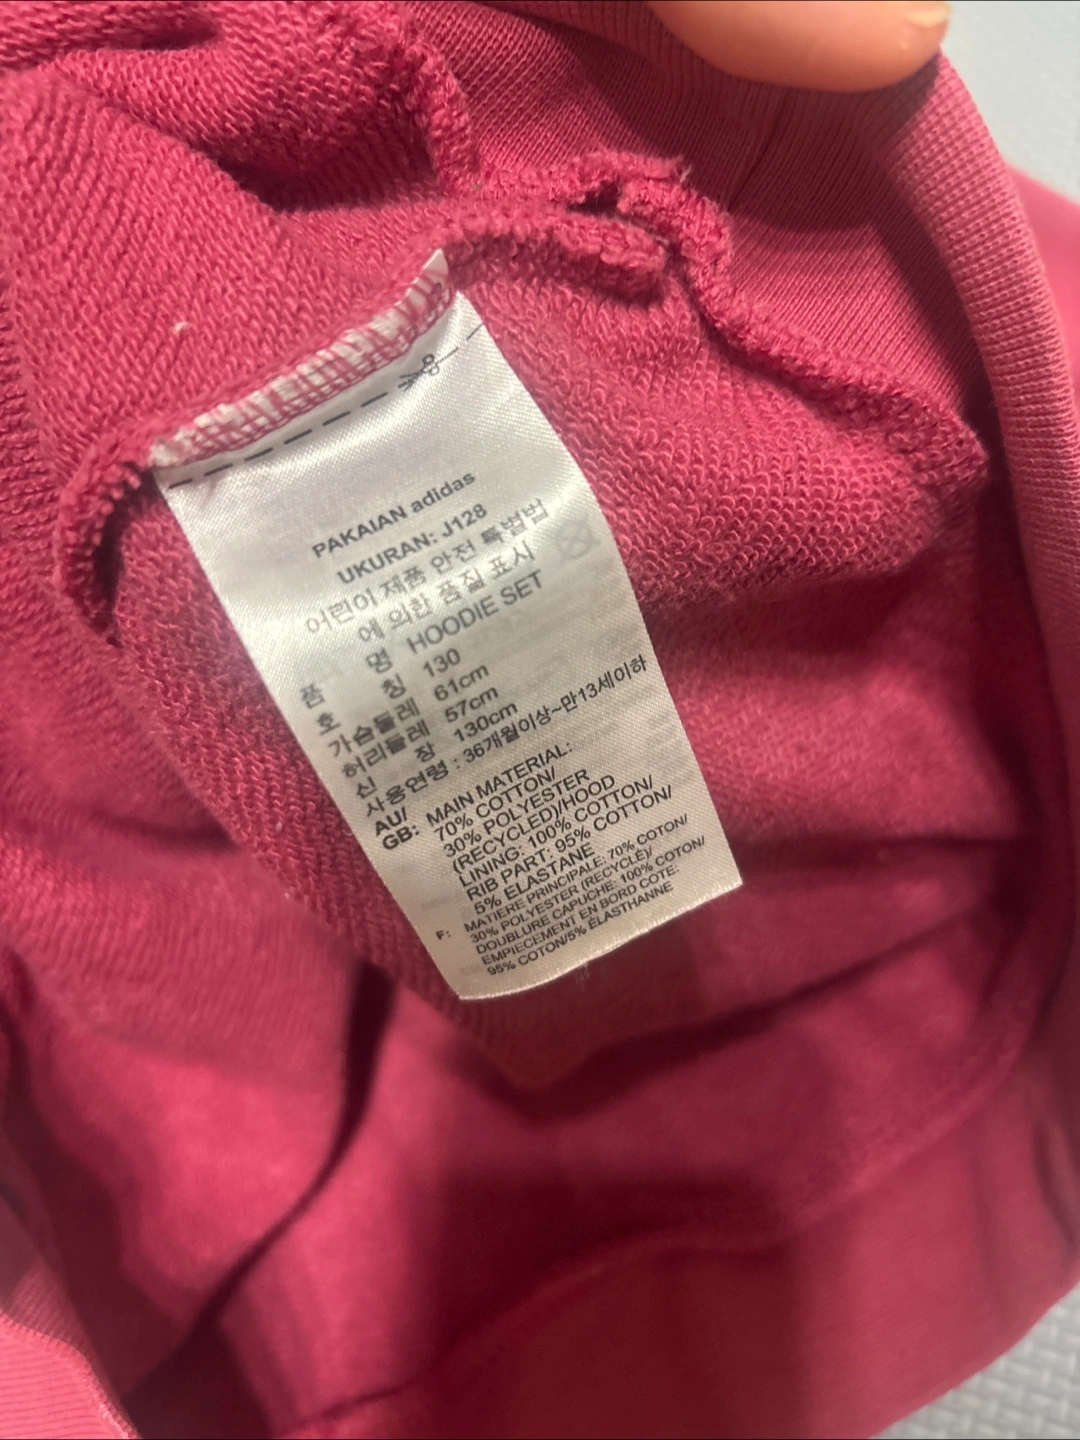 PAKAIAN adidas
UKURAN: J128
어린이 제품 안전 특별법
에 의한 품질 표시
품 명 HOODIE SET
호 칭 130
가슴둘레 61cm
허리둘레 57cm
신 장 130cm
사용연령 : 36개월이상~만13세이하
AU/
GB: MAIN MATERIAL:
70% COTTON/
30% POLYESTER
(RECYCLED)/HOOD
LINING: 100% COTTON/
RIB PART: 95% COTTON/
5% ELASTANE
F: MATIERE PRINCIPALE: 70% COTON/
30% POLYESTER (RECYCLÉ)/
DOUBLURE CAPUCHE: 100% COTON/
EMPIECEMENT EN BORD COTE:
95% COTON/5% ÉLASTHANNE